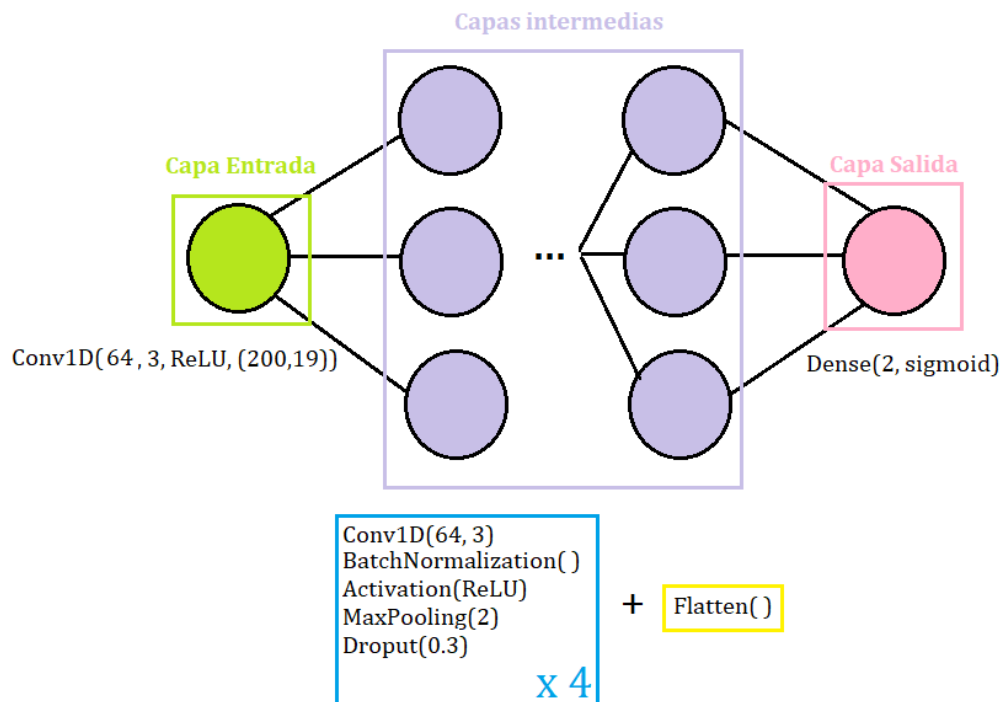 Capas intermedias
Capa Entrada
Capa Salida
...
Conv1D( 64 , 3, ReLU, (200,19))
Dense(2, sigmoid)
Conv1D(64, 3)
BatchNormalization( )
Activation(ReLU)
MaxPooling(2)
Droput(0.3)
x 4
+
Flatten( )